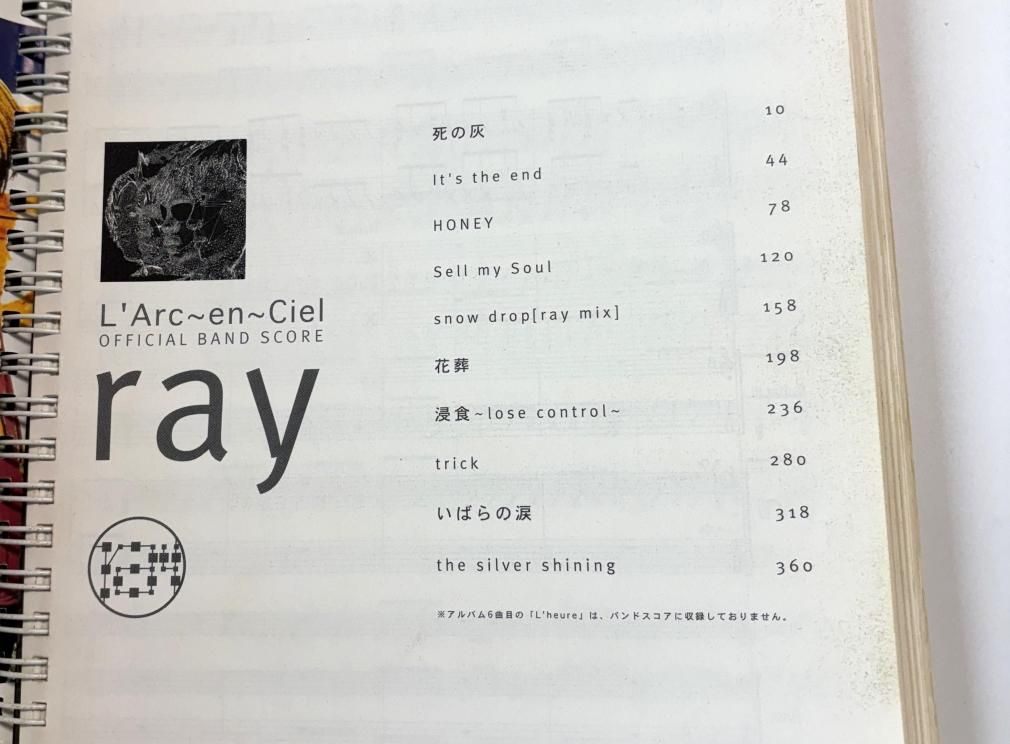 L'Arc~en~Ciel
OFFICIAL BAND SCORE
ray
死の灰 10
It's the end 44
HONEY 78
Sell my Soul 120
snow drop[ray mix] 158
花葬 198
浸食~lose control~ 236
trick 280
いばらの涙 318
the silver shining 360
※アルバム6曲目の「L'heure」は、バンドスコアに収録しておりません。